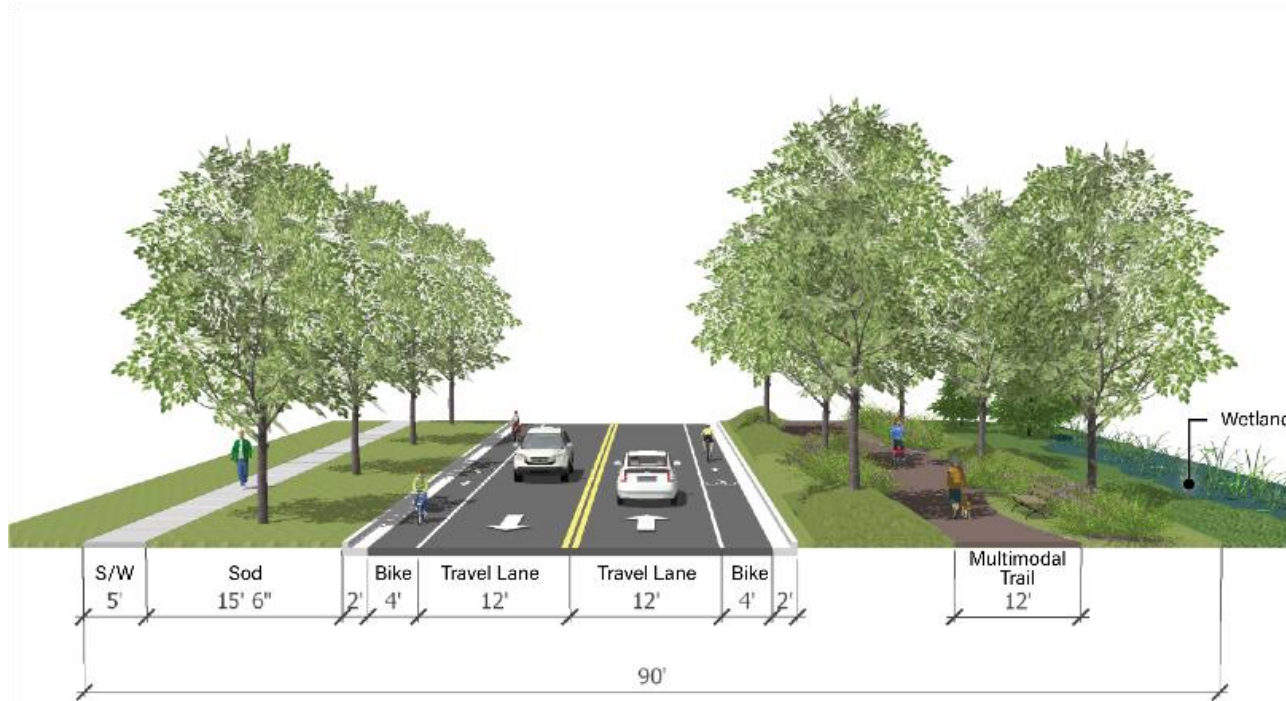 Wetlan
S/W
5'
Sod
15' 6"
2'
Bike
4'
Travel Lane
12'
Travel Lane
12'
Bike
4'
2'
Multimodal
Trail
12'
90'